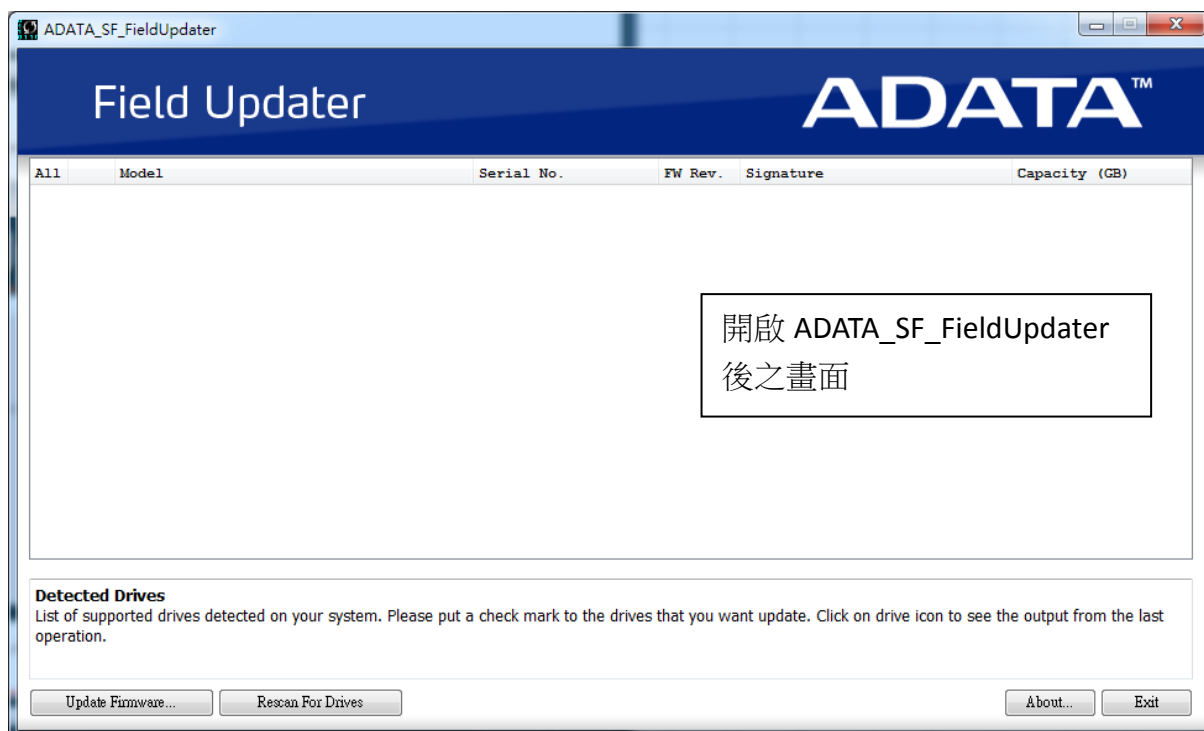 ADATA_SF_FieldUpdater
Field Updater
ADATA™
All Model Serial No. FW Rev. Signature Capacity (GB)
開啟 ADATA_SF_FieldUpdater
後之畫面
Detected Drives
List of supported drives detected on your system. Please put a check mark to the drives that you want update. Click on drive icon to see the output from the last
operation.
Update Firmware... Rescan For Drives About... Exit